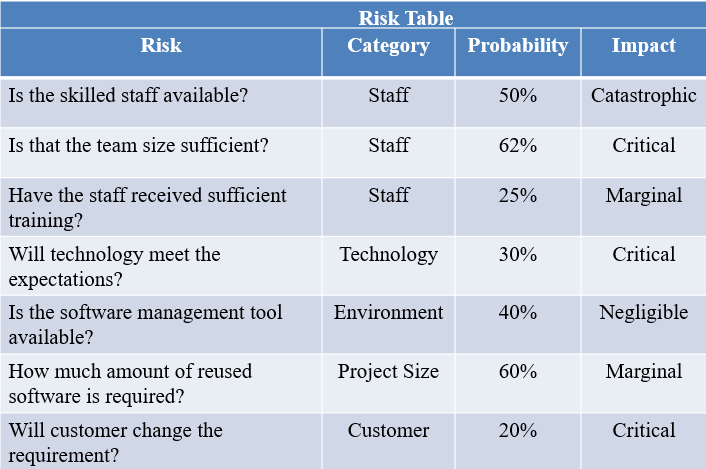 Risk Table
Risk Category Probability Impact
Is the skilled staff available? Staff 50% Catastrophic
Is that the team size sufficient? Staff 62% Critical
Have the staff received sufficient Staff 25% Marginal
training?
Will technology meet the Technology 30% Critical
expectations?
Is the software management tool Environment 40% Negligible
available?
How much amount of reused Project Size 60% Marginal
software is required?
Will customer change the Customer 20% Critical
requirement?